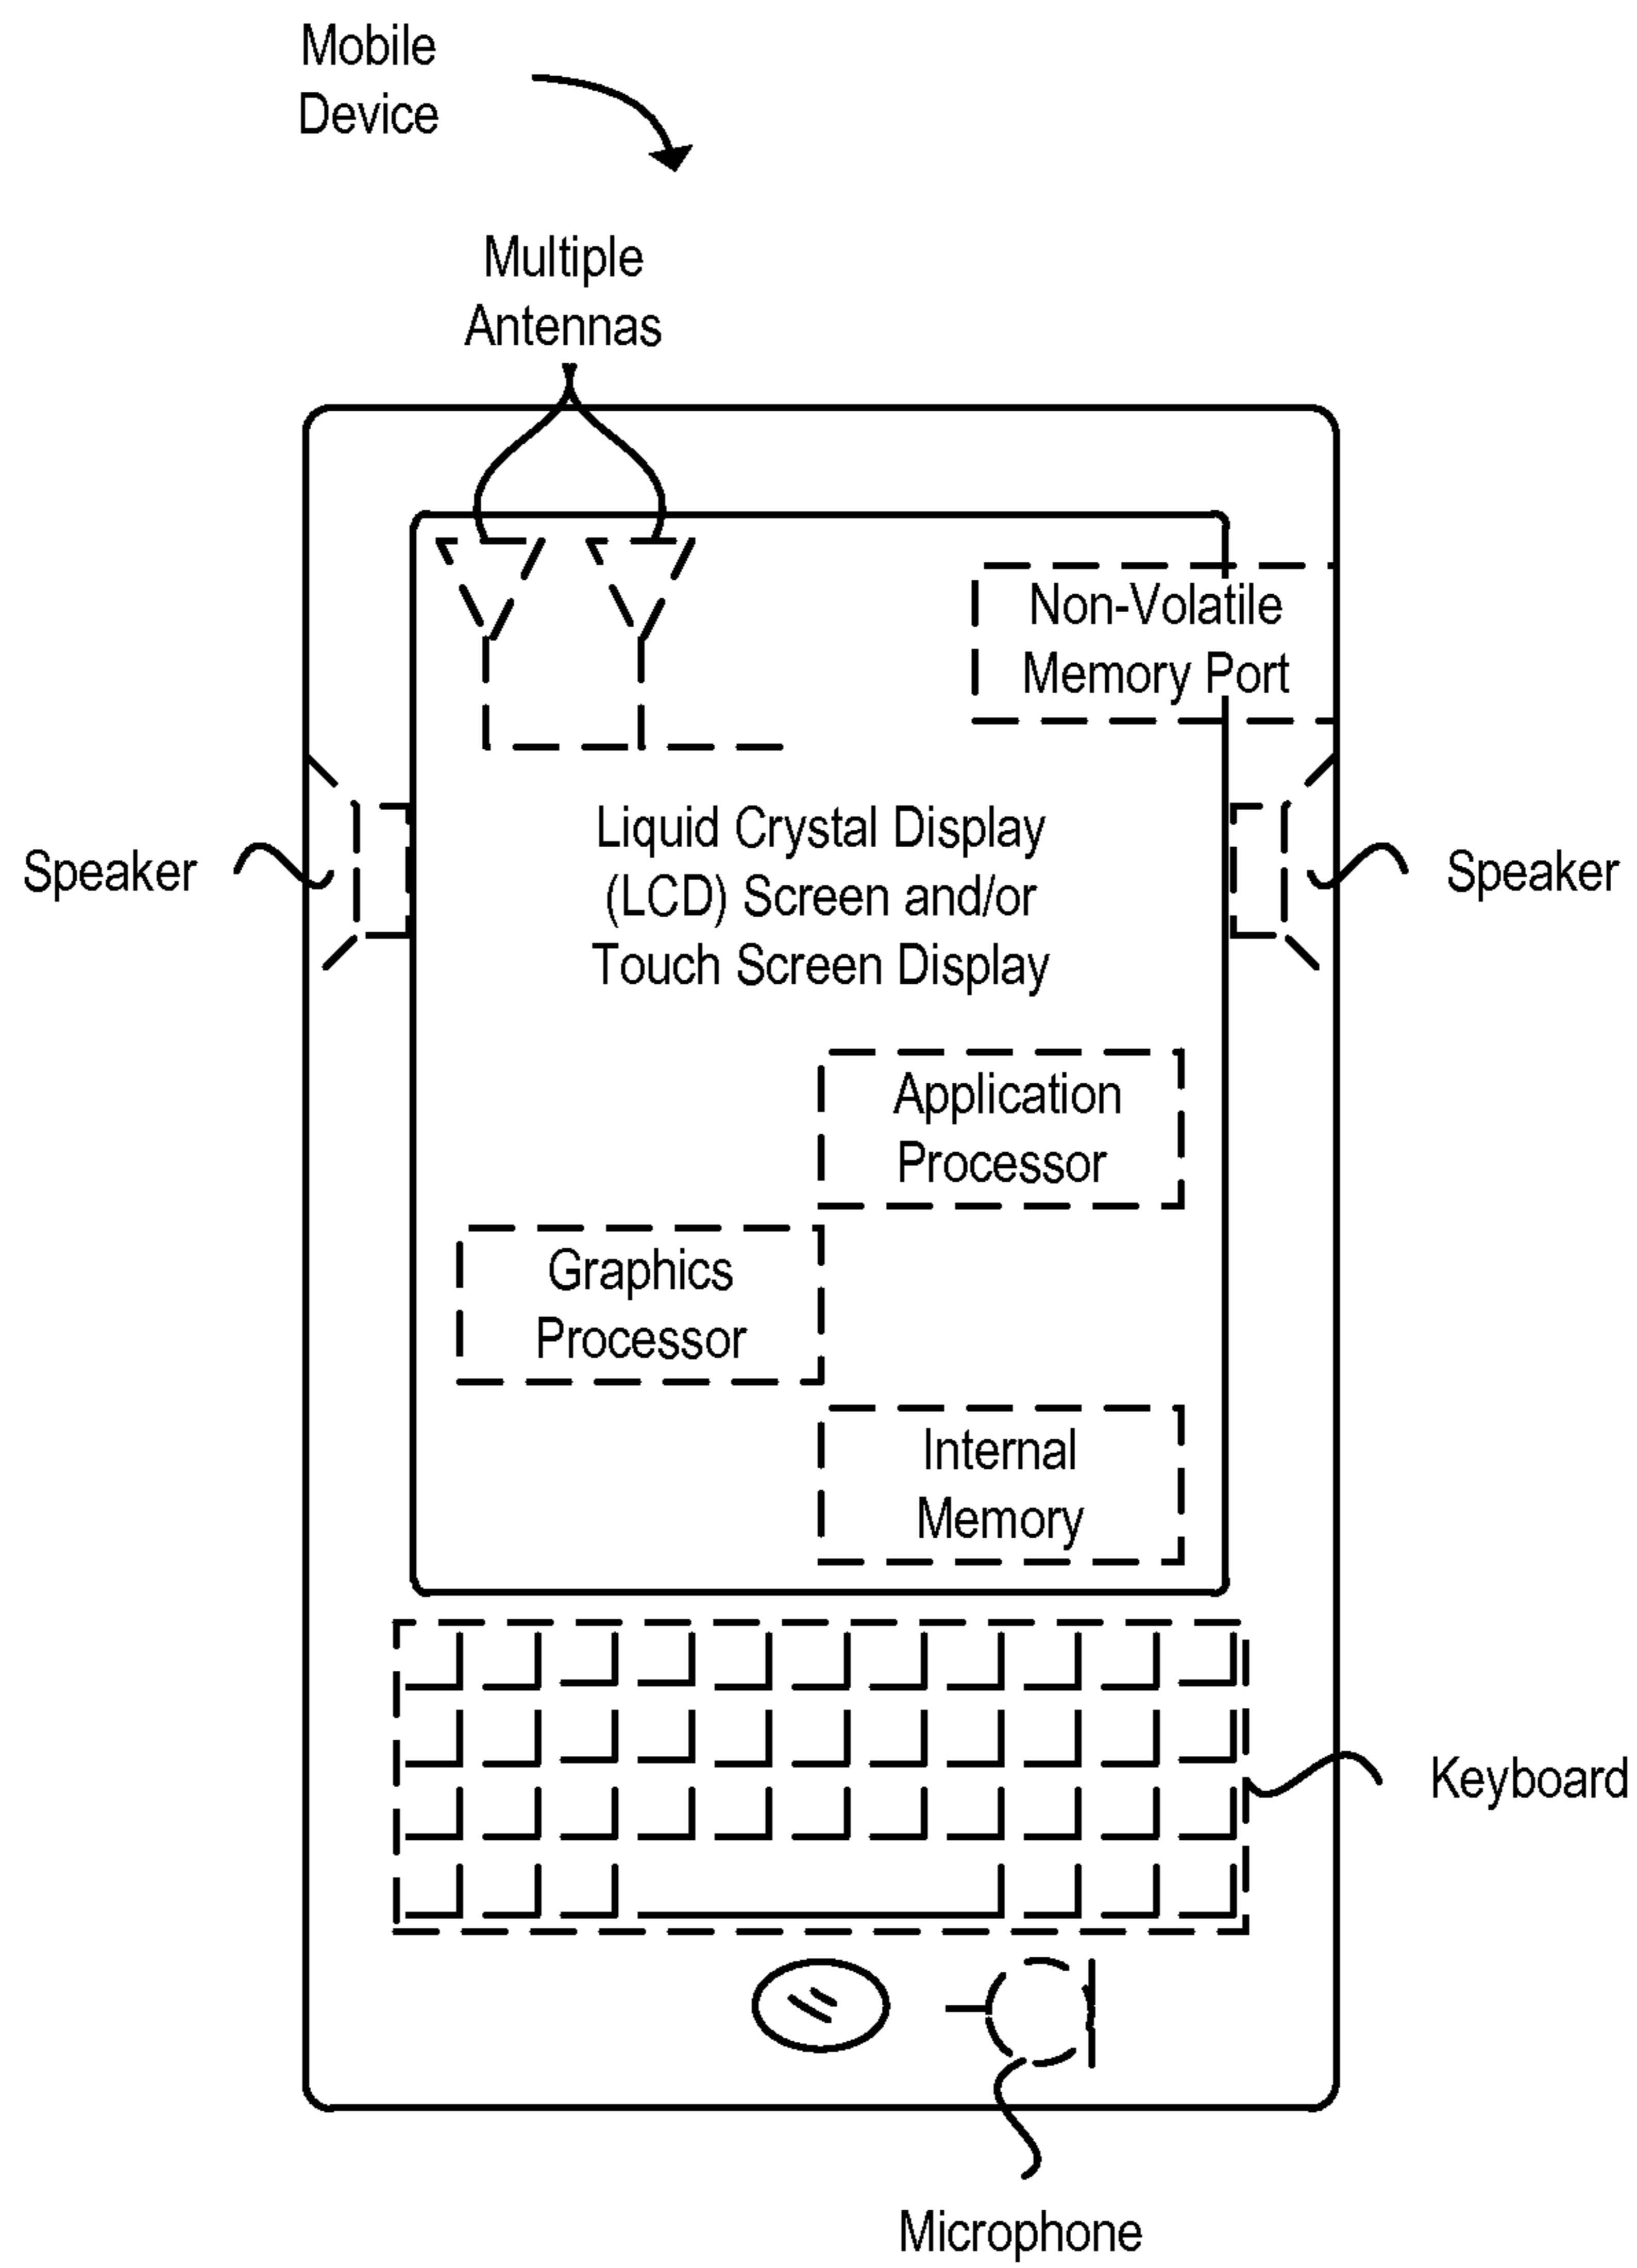 Mobile
Device
Multiple
Antennas
Non-Volatile
Memory Port
Speaker
Liquid Crystal Display
(LCD) Screen and/or
Touch Screen Display
Speaker
Application
Processor
Graphics
Processor
Internal
Memory
Keyboard
Microphone